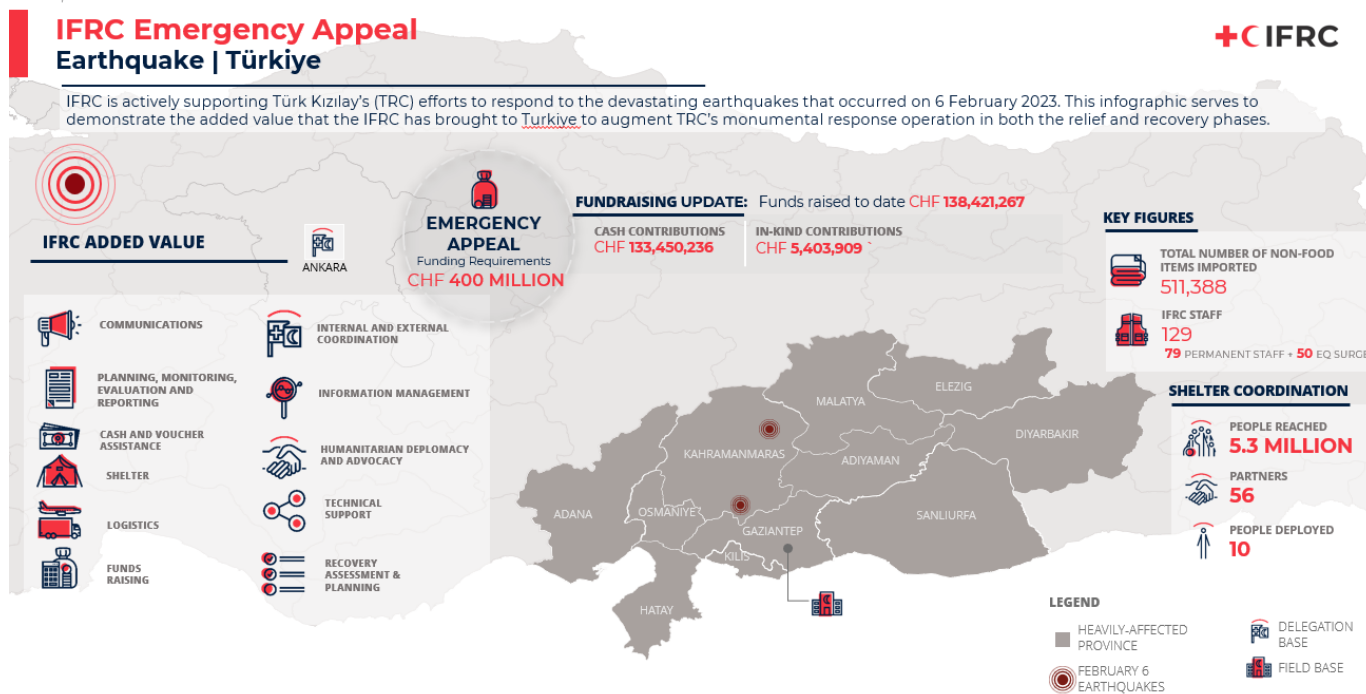 IFRC Emergency Appeal
Earthquake | Türkiye
IFRC
IFRC is actively supporting Türk Kızılay's (TRC) efforts to respond to the devastating earthquakes that occurred on 6 February 2023. This infographic serves to
demonstrate the added value that the IFRC has brought to Turkiye to augment TRC's monumental response operation in both the relief and recovery phases.
IFRC ADDED VALUE
ANKARA
COMMUNICATIONS
PLANNING, MONITORING,
EVALUATION AND
REPORTING
CASH AND VOUCHER
ASSISTANCE
SHELTER
LOGISTICS
FUNDS
RAISING
INTERNAL AND EXTERNAL
COORDINATION
INFORMATION MANAGEMENT
HUMANITARIAN DEPLOMACY
AND ADVOCACY
TECHNICAL
SUPPORT
RECOVERY
ASSESSMENT &
PLANNING
EMERGENCY
APPEAL
Funding Requirements
CHF 400 MILLION
FUNDRAISING UPDATE: Funds raised to date CHF 138,421,267
CASH CONTRIBUTIONS
CHF 133,450,236
IN-KIND CONTRIBUTIONS
CHF 5,403,909 `
KEY FIGURES
TOTAL NUMBER OF NON-FOOD
ITEMS IMPORTED
511,388
IFRC STAFF
129
79 PERMANENT STAFF + 50 EQ SURGE
SHELTER COORDINATION
PEOPLE REACHED
5.3 MILLION
PARTNERS
56
PEOPLE DEPLOYED
10
ELEZIG
MALATYA
DIYARBAKIR
KAHRAMANMARAS
ADIYAMAN
ADANA
OSMANIYE
SANLIURFA
GAZIANTEP
KILIS
HATAY
LEGEND
HEAVILY-AFFECTED
PROVINCE
FEBRUARY 6
EARTHQUAKES
DELEGATION
BASE
FIELD BASE